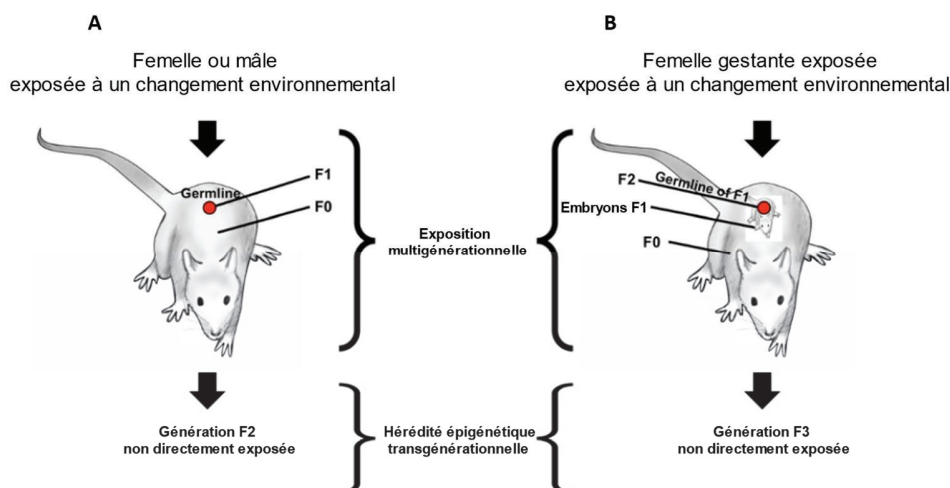 A
Femelle ou mâle
exposée à un changement environnemental
Germline
F1
F0
Exposition
multigénérationnelle
B
Femelle gestante exposée
exposée à un changement environnemental
F2
Germline of F1
Embryons F1
F0
Génération F2
non directement exposée
Hérédité épigénétique
transgénérationnelle
Génération F3
non directement exposée